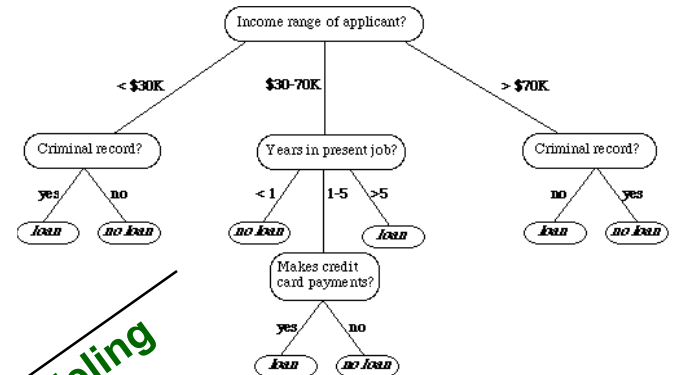 Income range of applicant?
< $30K
$30-70K
> $70K
Criminal record?
Years in present job?
Criminal record?
yes
no
< 1
1-5
>5
no
yes
loan
no loan
no loan
loan
loan
no loan
Makes credit
card payments?
yes
no
loan
no loan